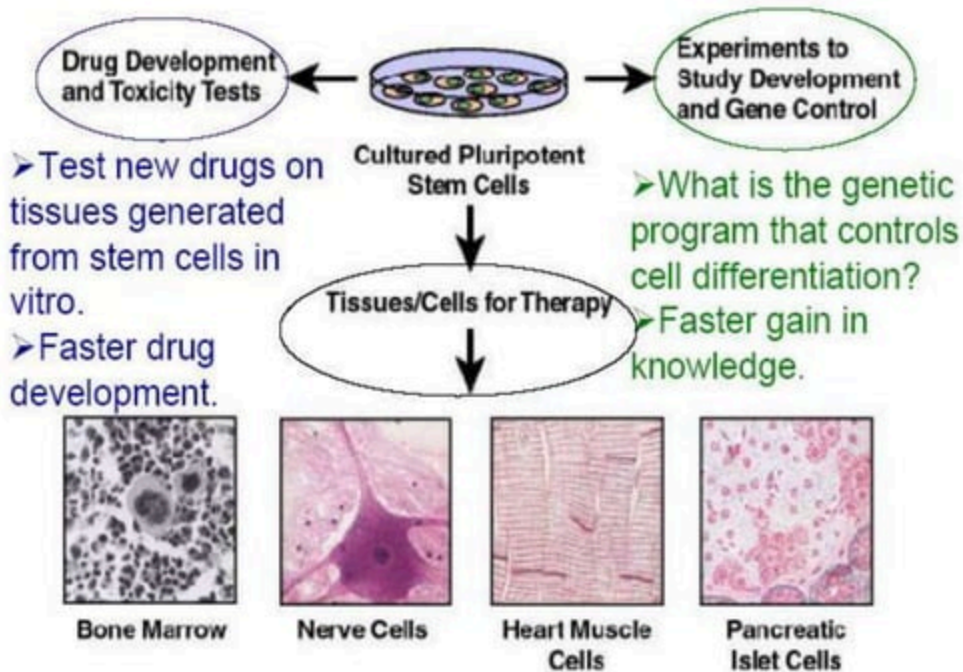 Drug Development
and Toxicity Tests
Experiments to
Study Development
and Gene Control
Cultured Pluripotent
Stem Cells
➢Test new drugs on
tissues generated
from stem cells in
vitro.
➢Faster drug
development.
➢What is the genetic
program that controls
cell differentiation?
➢Faster gain in
knowledge.
Tissues/Cells for Therapy
Bone Marrow
Nerve Cells
Heart Muscle
Cells
Pancreatic
Islet Cells